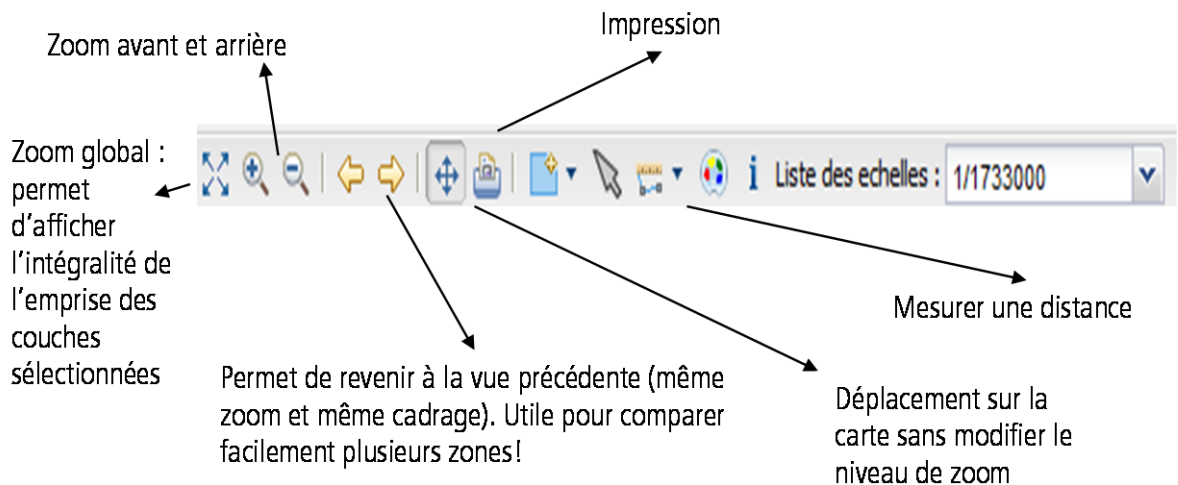 Impression
Zoom avant et arrière
Zoom global :
permet
d'afficher
l'intégralité de
l'emprise des
couches
sélectionnées
i Liste des echelles : 1/1733000
Mesurer une distance
Permet de revenir à la vue précédente (même
zoom et même cadrage). Utile pour comparer
facilement plusieurs zones!
Déplacement sur la
carte sans modifier le
niveau de zoom